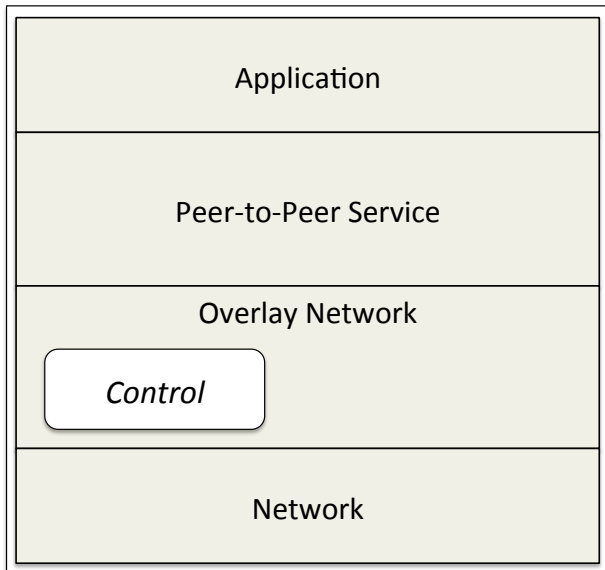 Application
Peer-to-Peer Service
Overlay Network
Control
Network